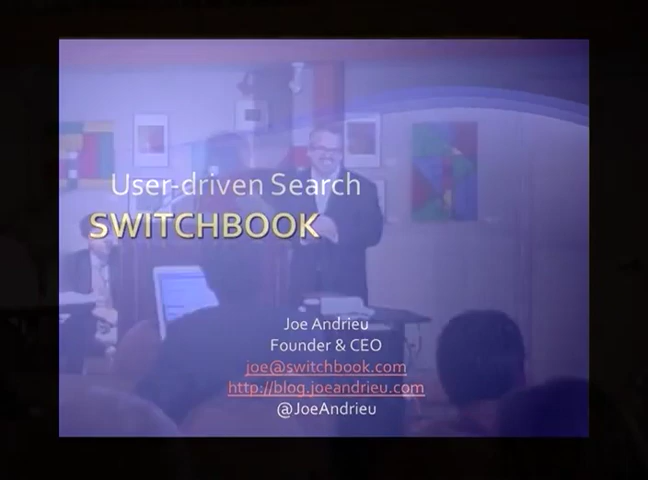 User-driven Search
SWITCHBOOK
Joe Andrieu
Founder & CEO
joe@switchbook.com
http://blog.joeandrieu.com
@JoeAndrieu